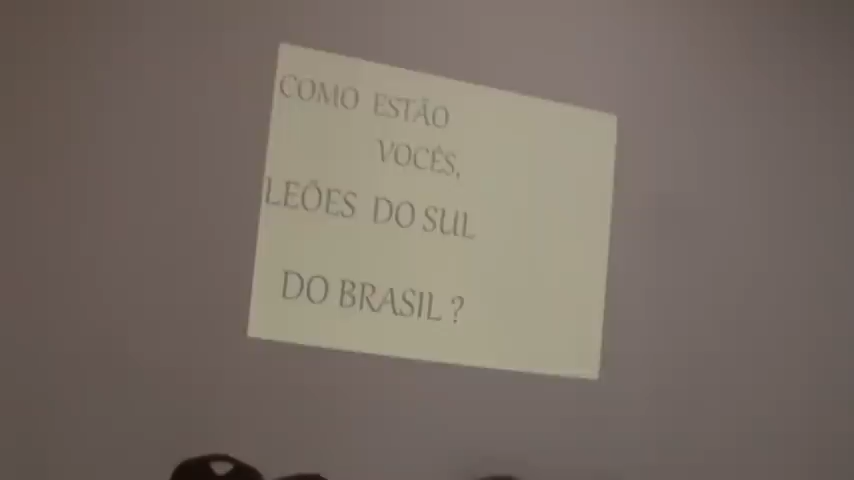 COMO ESTÃO
VOCÊS,
LEÕES DO SUL
DO BRASIL ?